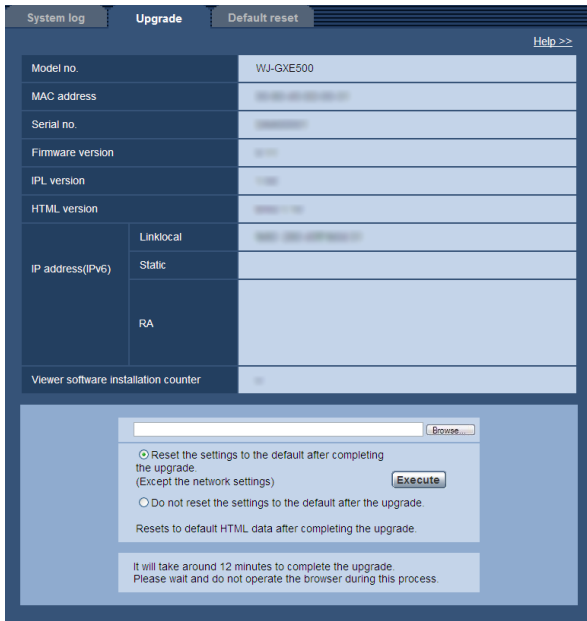 System log Upgrade Default reset
Help >>
Model no. WJ-GXE500
MAC address
Serial no.
Firmware version
IPL version
HTML version
Linklocal
IP address(IPv6) Static
RA
Viewer software installation counter
Browse...
Reset the settings to the default after completing
the upgrade.
(Except the network settings) Execute
Do not reset the settings to the default after the upgrade.
Resets to default HTML data after completing the upgrade.
It will take around 12 minutes to complete the upgrade.
Please wait and do not operate the browser during this process.